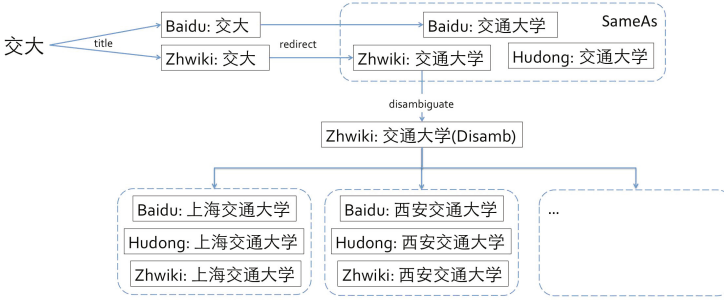 交大
title
Baidu: 交大
Zhwiki: 交大
redirect
Baidu: 交通大学
SameAs
Zhwiki: 交通大学
Hudong: 交通大学
disambiguate
Zhwiki: 交通大学(Disamb)
Baidu: 上海交通大学
Hudong: 上海交通大学
Zhwiki: 上海交通大学
Baidu: 西安交通大学
Hudong: 西安交通大学
Zhwiki: 西安交通大学
...